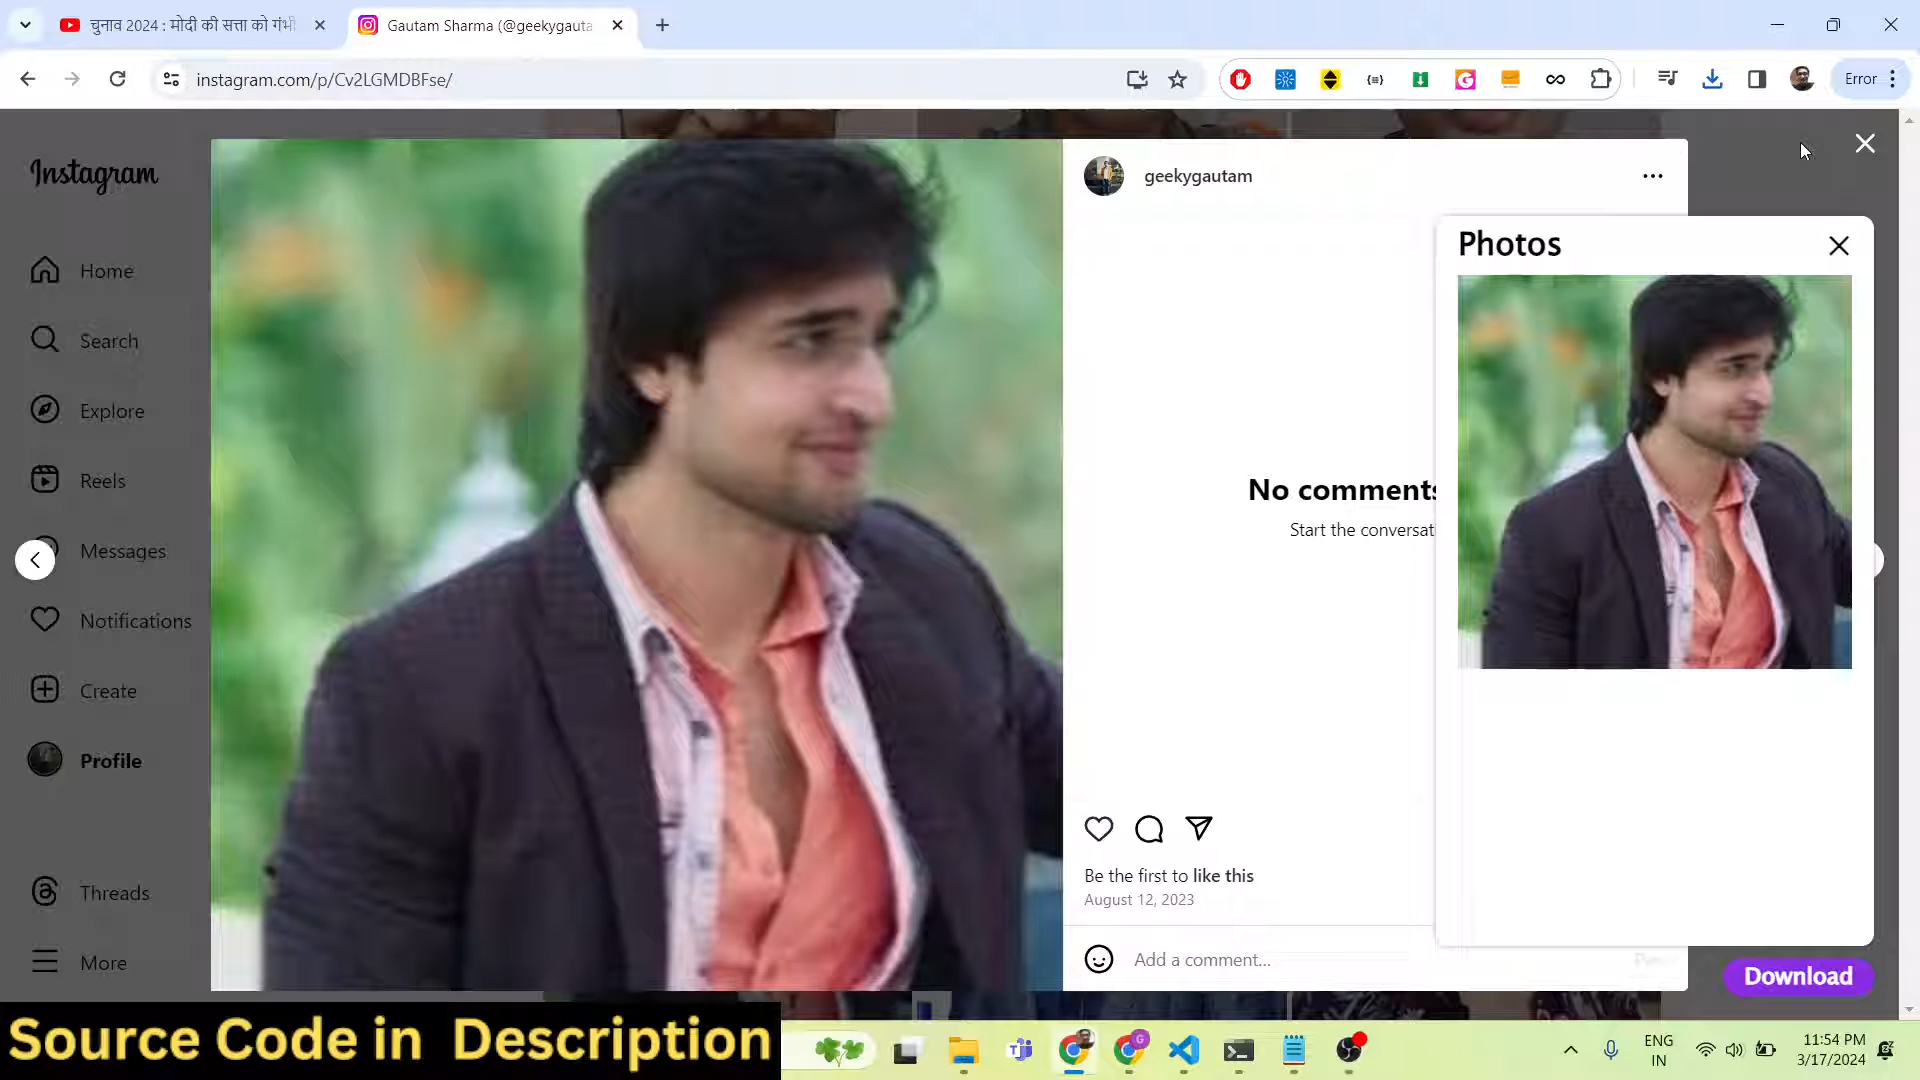 चुनाव 2024 : मोदी की सत्ता को गंभी
Gautam Sharma (@geekygauta
instagram.com/p/Cv2LGMDBFse/
Error
Instagram
Home
Search
Explore
Reels
Messages
Notifications
Create
Profile
Threads
More
geekygautam
No comments
Start the conversat
Be the first to like this
August 12, 2023
Add a comment...
Photos
Download
Source Code in Description
ENG
IN
11:54 PM
3/17/2024